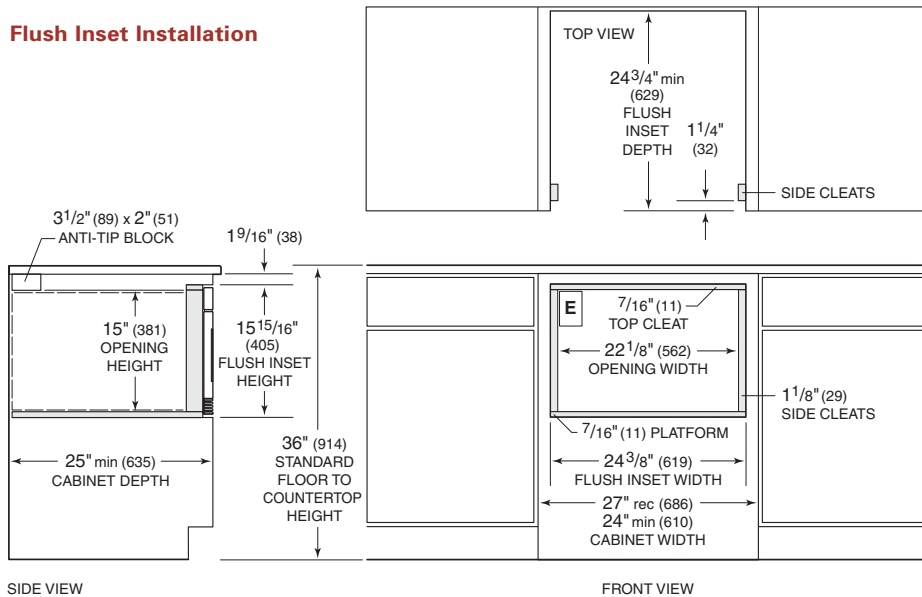 Flush Inset Installation
TOP VIEW
24 3/4" min
(629)
FLUSH
INSET
DEPTH
1 1/4"
(32)
SIDE CLEATS
3 1/2" (89) x 2" (51)
ANTI-TIP BLOCK
1 9/16" (38)
15" (381)
OPENING
HEIGHT
15 15/16"
(405)
FLUSH INSET
HEIGHT
25" min (635)
CABINET DEPTH
36" (914)
STANDARD
FLOOR TO
COUNTERTOP
HEIGHT
E
7/16" (11)
TOP CLEAT
22 1/8" (562)
OPENING WIDTH
1 1/8" (29)
SIDE CLEATS
7/16" (11) PLATFORM
24 3/8" (619)
FLUSH INSET WIDTH
27" rec (686)
24" min (610)
CABINET WIDTH
SIDE VIEW
FRONT VIEW